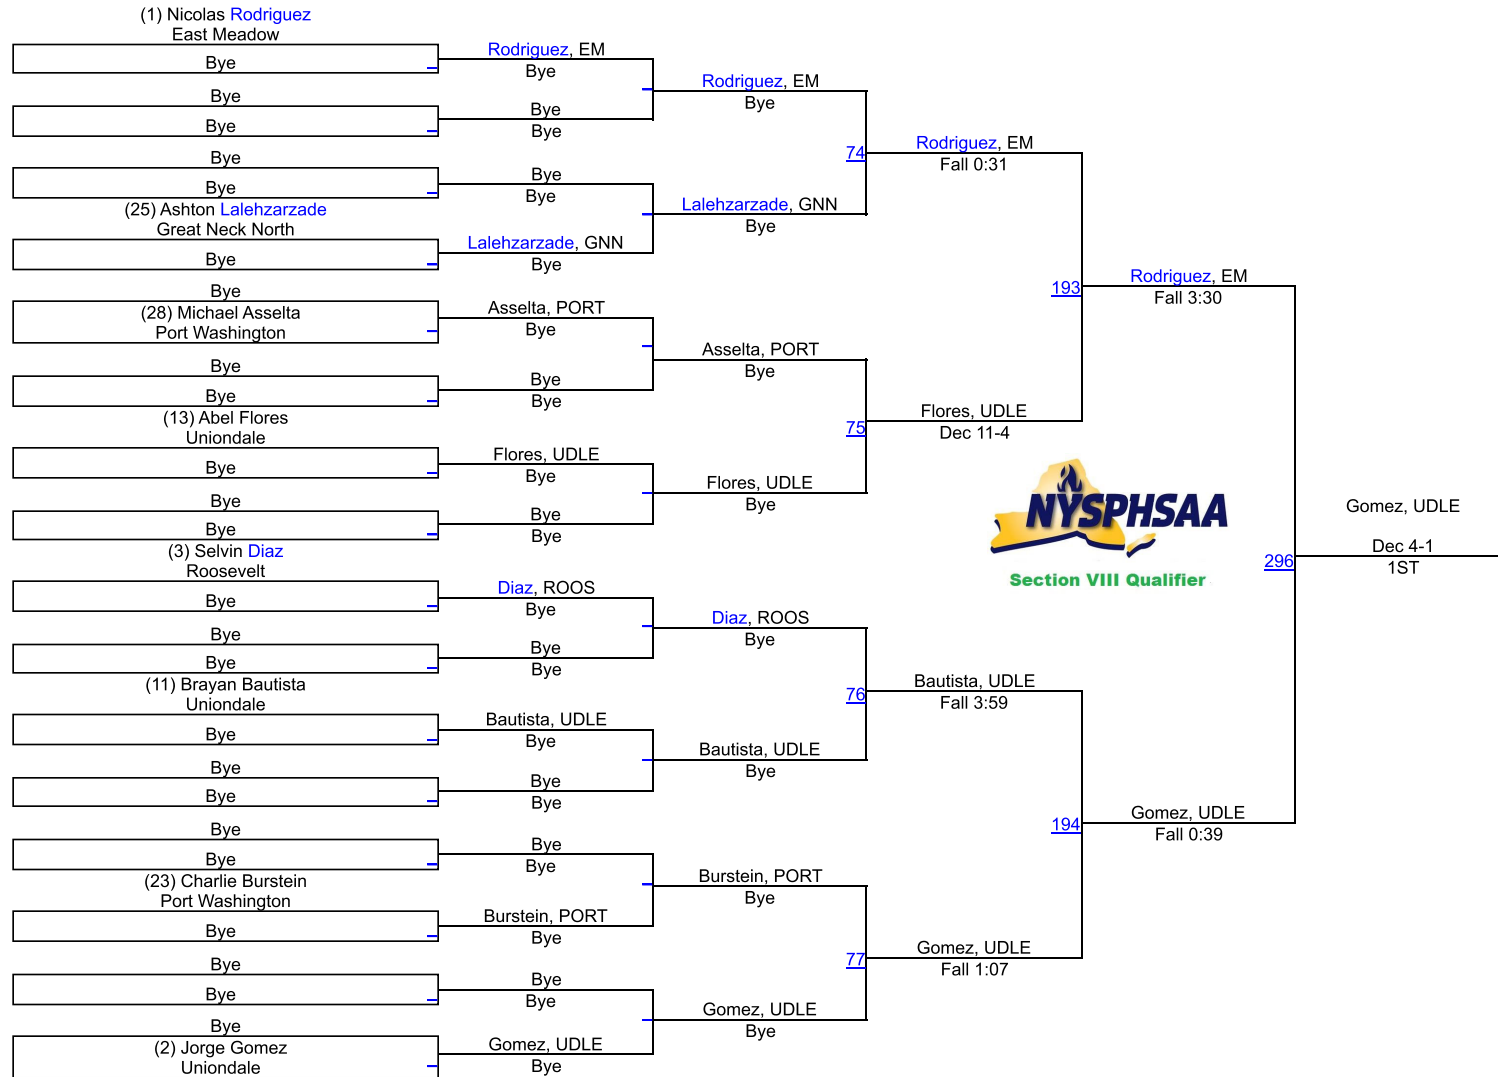 (1) Nicolas Rodriguez
East Meadow
Bye
Bye
Bye
Bye
Bye
(25) Ashton Lalehzarzade
Great Neck North
Bye
Bye
(28) Michael Asselta
Port Washington
Bye
Bye
(13) Abel Flores
Uniondale
Bye
Bye
Bye
(3) Selvin Diaz
Roosevelt
Bye
Bye
Bye
(11) Brayan Bautista
Uniondale
Bye
Bye
Bye
Bye
Bye
(23) Charlie Burstein
Port Washington
Bye
Bye
Bye
Bye
(2) Jorge Gomez
Uniondale
Rodriguez, EM
Bye
Bye
Bye
Bye
Bye
Lalehzarzade, GNN
Bye
Asselta, PORT
Bye
Bye
Bye
Flores, UDLE
Bye
Bye
Bye
Diaz, ROOS
Bye
Bye
Bye
Bautista, UDLE
Bye
Bye
Bye
Bye
Bye
Burstein, PORT
Bye
Bye
Bye
Gomez, UDLE
Bye
Rodriguez, EM
Bye
74
Lalehzarzade, GNN
Bye
Asselta, PORT
Bye
75
Flores, UDLE
Bye
Diaz, ROOS
Bye
76
Bautista, UDLE
Bye
Burstein, PORT
Bye
77
Gomez, UDLE
Bye
Rodriguez, EM
Fall 0:31
193
Flores, UDLE
Dec 11-4
NYSPHSAA
Section VIII Qualifier
Bautista, UDLE
Fall 3:59
194
Gomez, UDLE
Fall 1:07
Rodriguez, EM
Fall 3:30
296
Gomez, UDLE
Fall 0:39
Gomez, UDLE
Dec 4-1
1ST